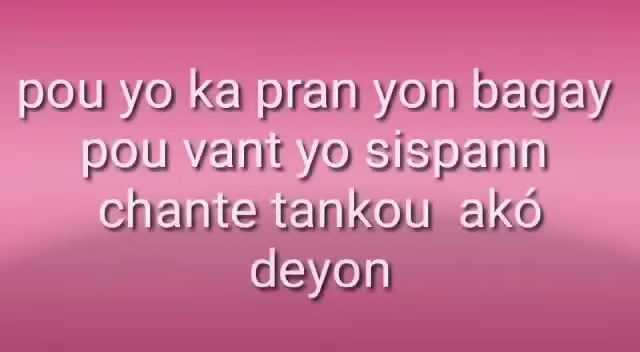 pou yo ka pran yon bagay
pou vant yo sispann
chante tankou akó
deyon